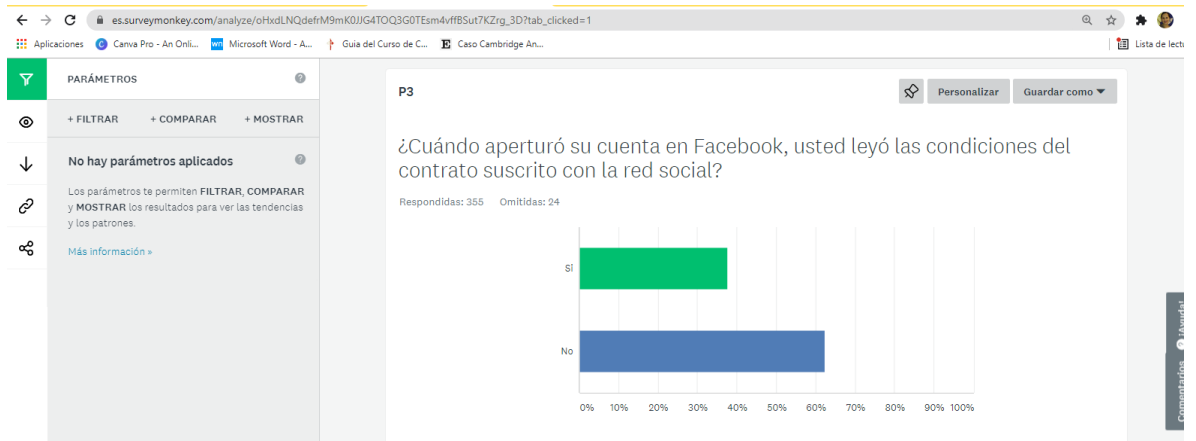 es.surveymonkey.com/analyze/oHxdLNQdefrM9mK0JJG4TOQ3G0TEsm4vffBSut7KZrg_3D?tab_clicked=1
Aplicaciones Canva Pro - An Onli... Microsoft Word - A... Guia del Curso de C... Caso Cambridge An... Lista de lectu
PARÁMETROS
+ FILTRAR + COMPARAR + MOSTRAR
No hay parámetros aplicados
Los parámetros te permiten FILTRAR, COMPARAR
y MOSTRAR los resultados para ver las tendencias
y los patrones.
Más información »
P3
Personalizar Guardar como
¿Cuándo aperturó su cuenta en Facebook, usted leyó las condiciones del
contrato suscrito con la red social?
Respondidas: 355 Omitidas: 24
Si
No
0% 10% 20% 30% 40% 50% 60% 70% 80% 90% 100%
Comentarios ¡Ayuda!